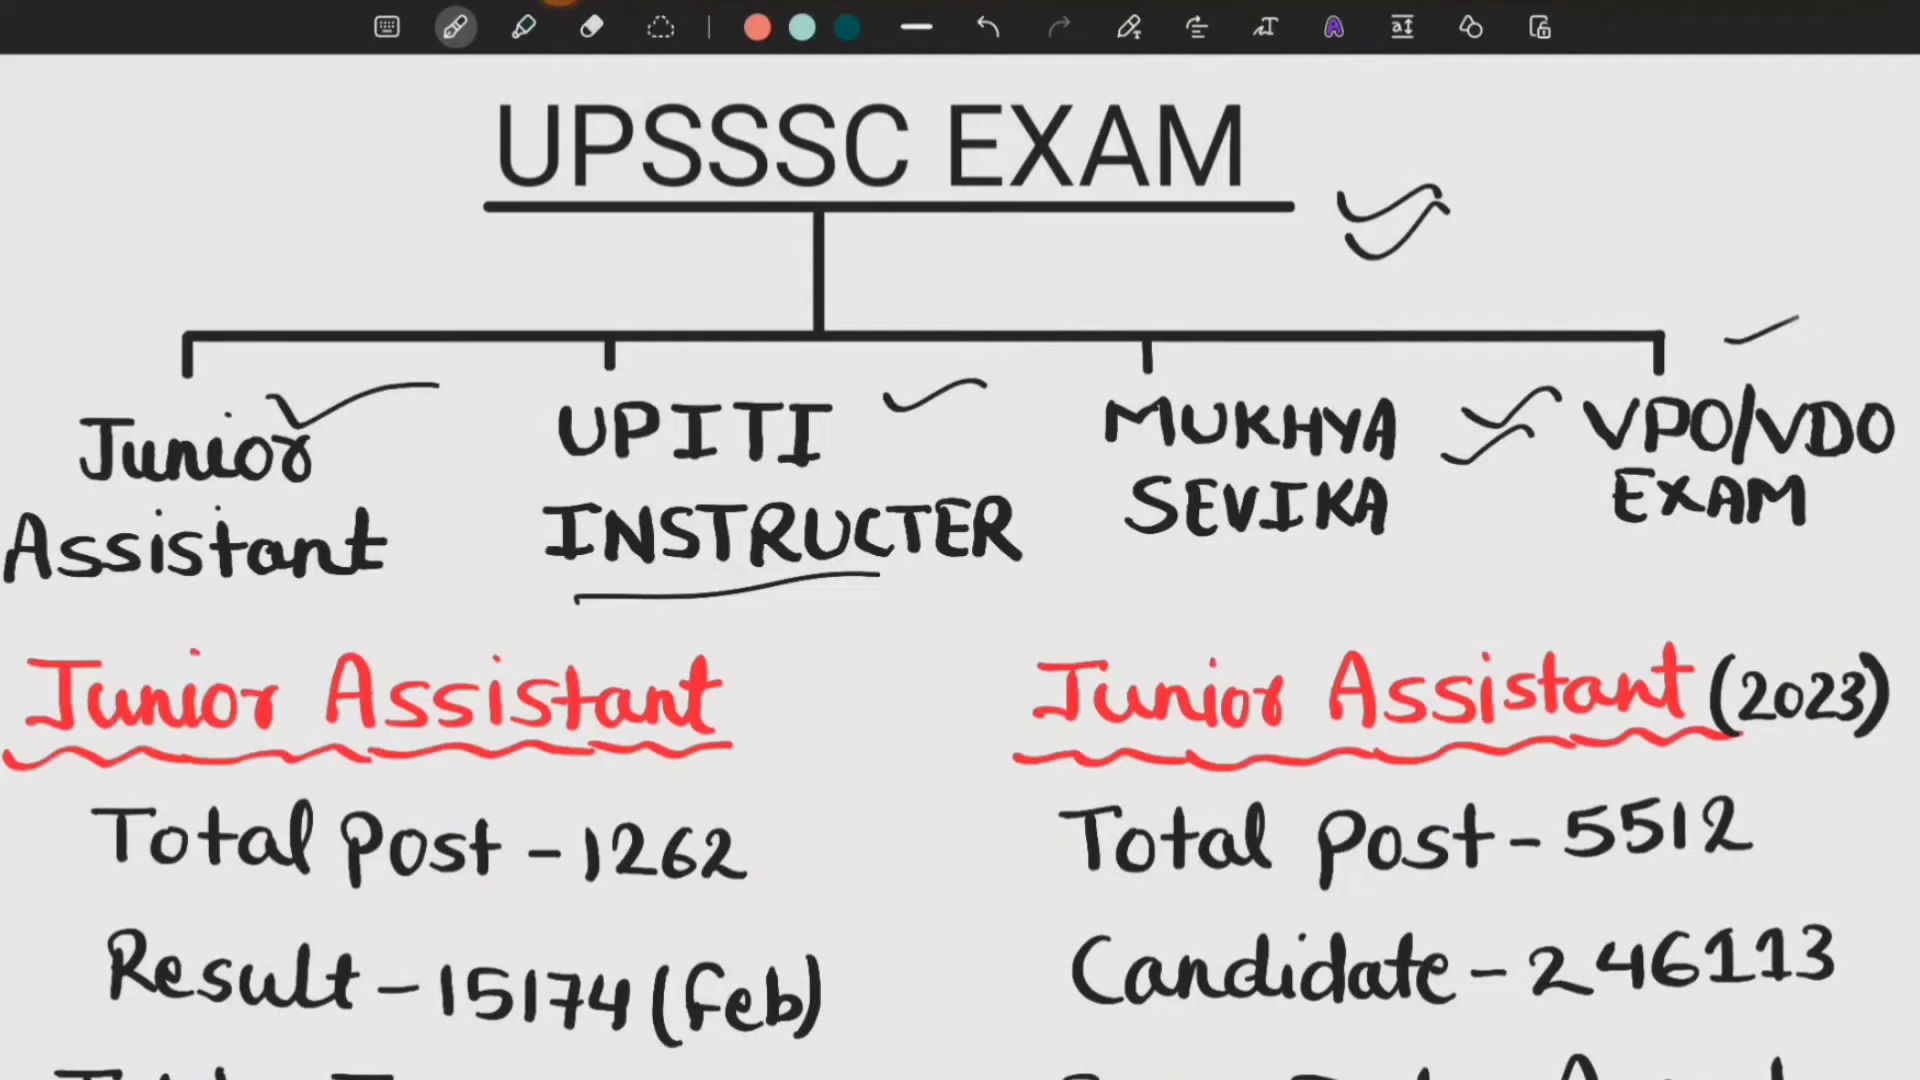 UPSSSC EXAM
Junior
Assistant
UPITI
INSTRUCTER
MUKHYA
SEVIKA
VPO/VDO
EXAM
Junior Assistant
Total post - 1262
Result - 15174 (feb)
Junior Assistant (2023)
Total post - 5512
Candidate - 246113